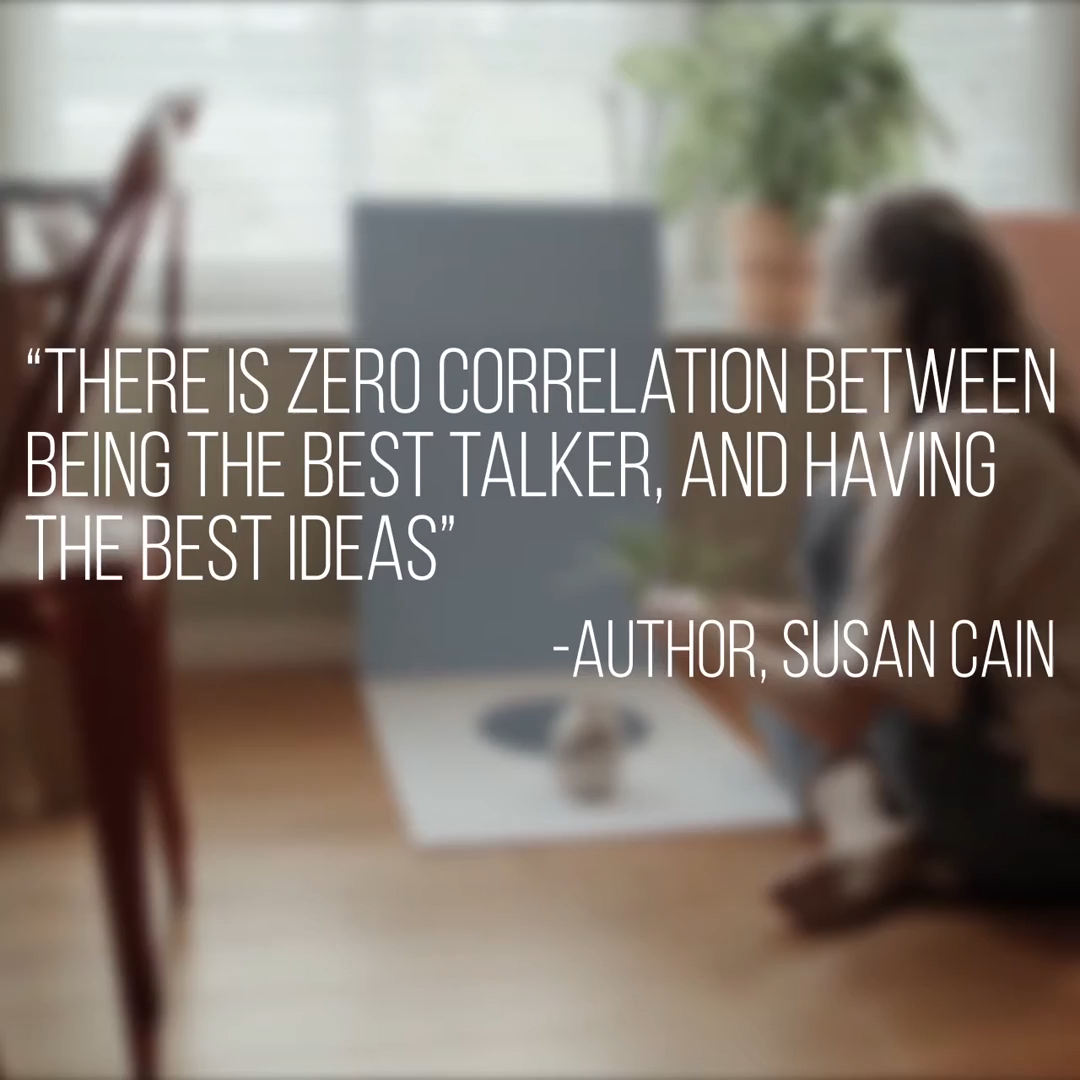 “THERE IS ZERO CORRELATION BETWEEN
BEING THE BEST TALKER, AND HAVING
THE BEST IDEAS”
-AUTHOR, SUSAN CAIN